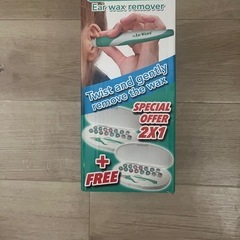 Ear wax remover
Twist and gently
remove the wax
SPECIAL
OFFER
2X1
+
FREE